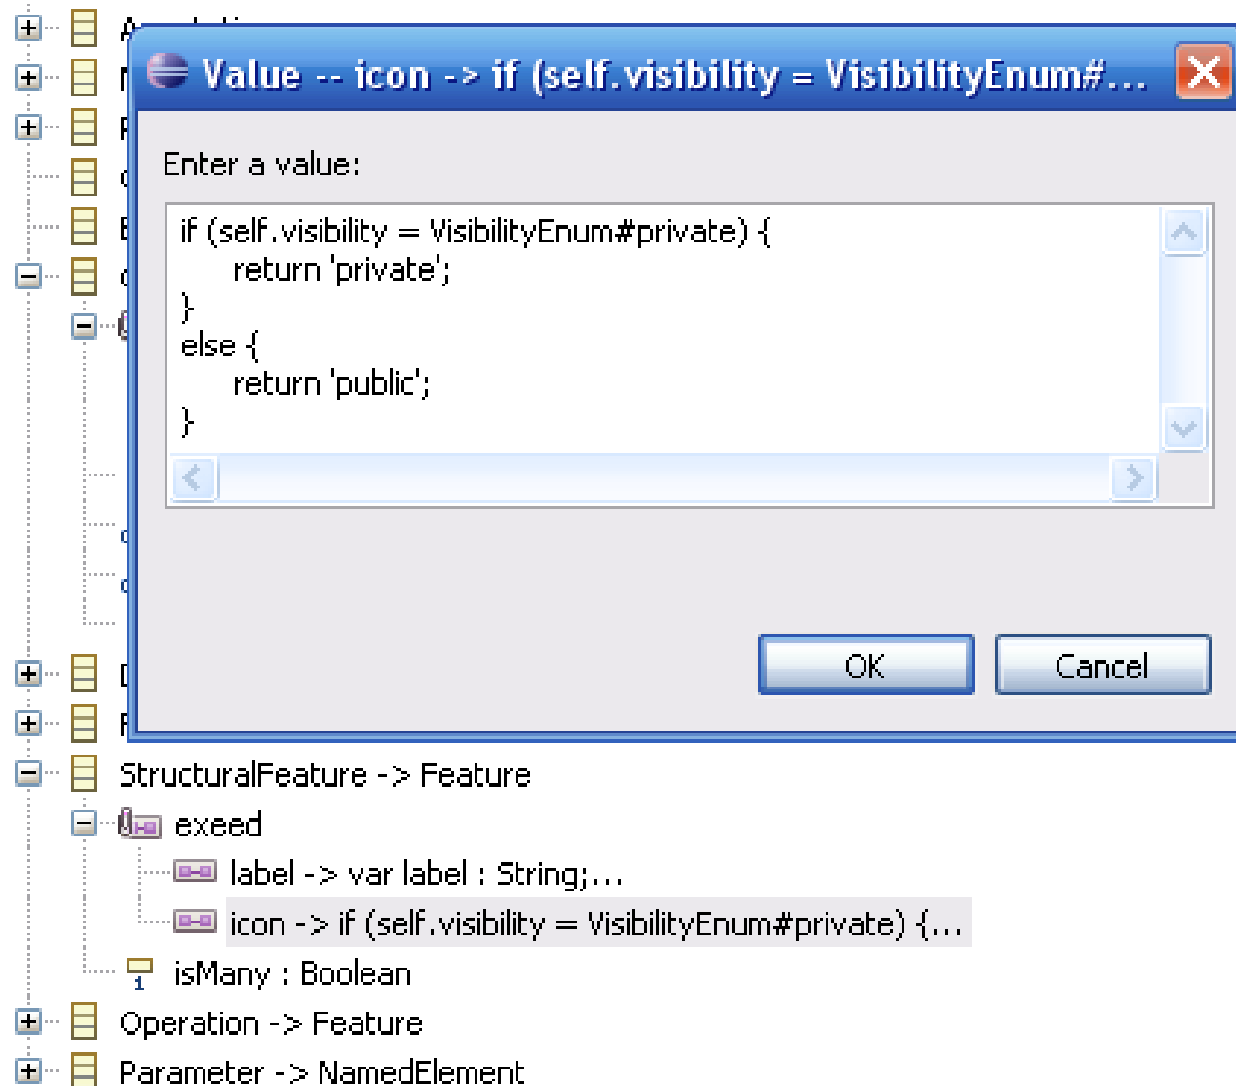 Value -- icon -> if (self.visibility = VisibilityEnum#...
Enter a value:
if (self.visibility = VisibilityEnum#private) {
return 'private';
}
else {
return 'public';
}
OK
Cancel
StructuralFeature -> Feature
exeed
label -> var label : String;...
icon -> if (self.visibility = VisibilityEnum#private) {...
isMany : Boolean
Operation -> Feature
Parameter -> NamedElement